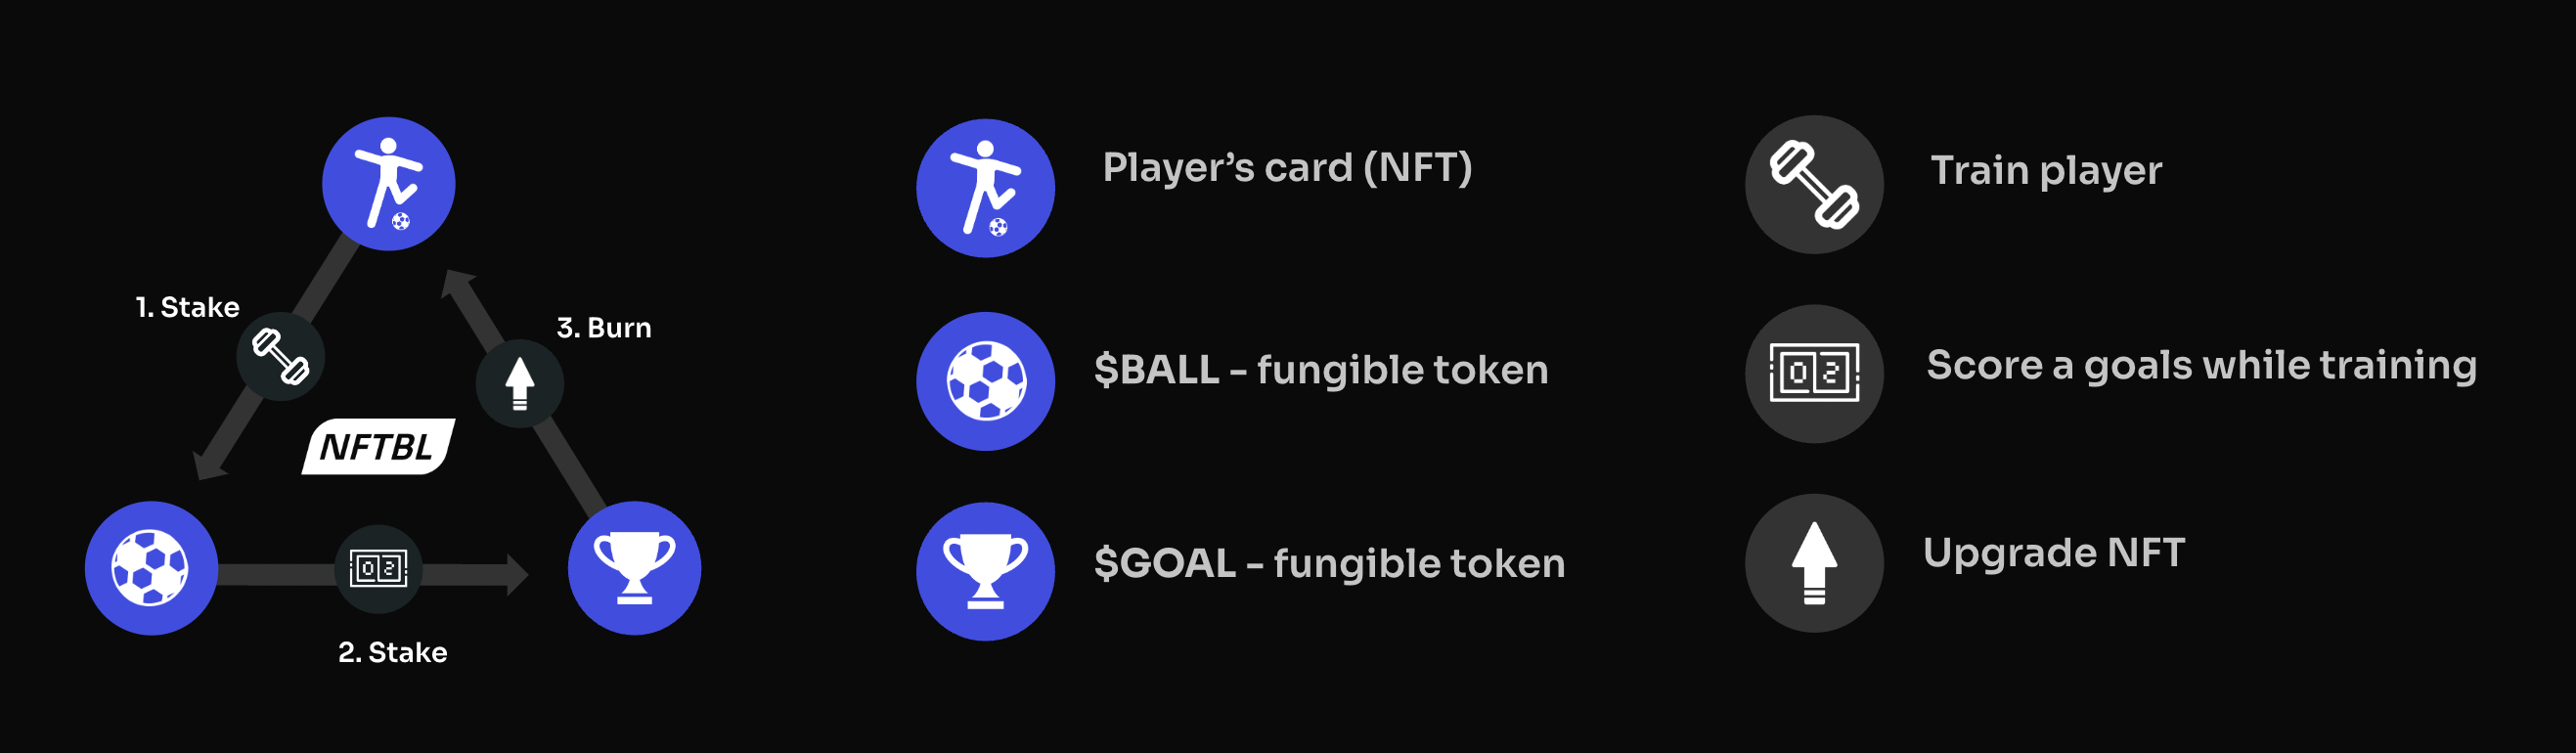 1. Stake
3. Burn
NFTBL
02
2. Stake
Player's card (NFT)
$BALL - fungible token
$GOAL - fungible token
Train player
02
Score a goals while training
Upgrade NFT